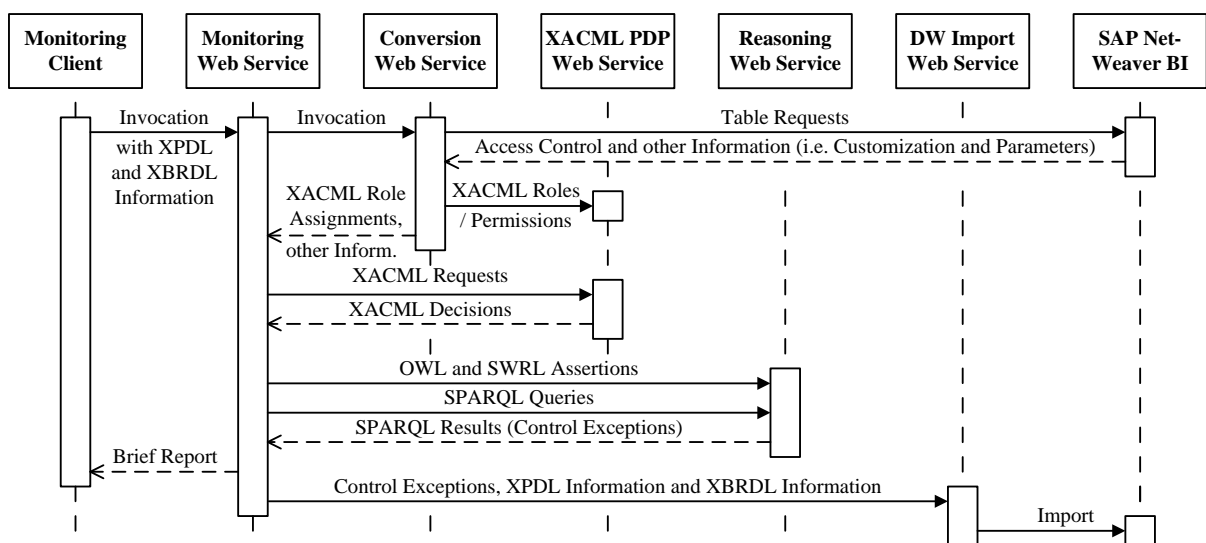 Monitoring
Client
Monitoring
Web Service
Conversion
Web Service
XACML PDP
Web Service
Reasoning
Web Service
DW Import
Web Service
SAP Net-
Weaver BI
Invocation
with XPDL
and XBRDL
Information
Invocation
Table Requests
Access Control and other Information (i.e. Customization and Parameters)
XACML Role
Assignments,
other Inform.
XACML Roles
/ Permissions
XACML Requests
XACML Decisions
OWL and SWRL Assertions
SPARQL Queries
SPARQL Results (Control Exceptions)
Brief Report
Control Exceptions, XPDL Information and XBRDL Information
Import